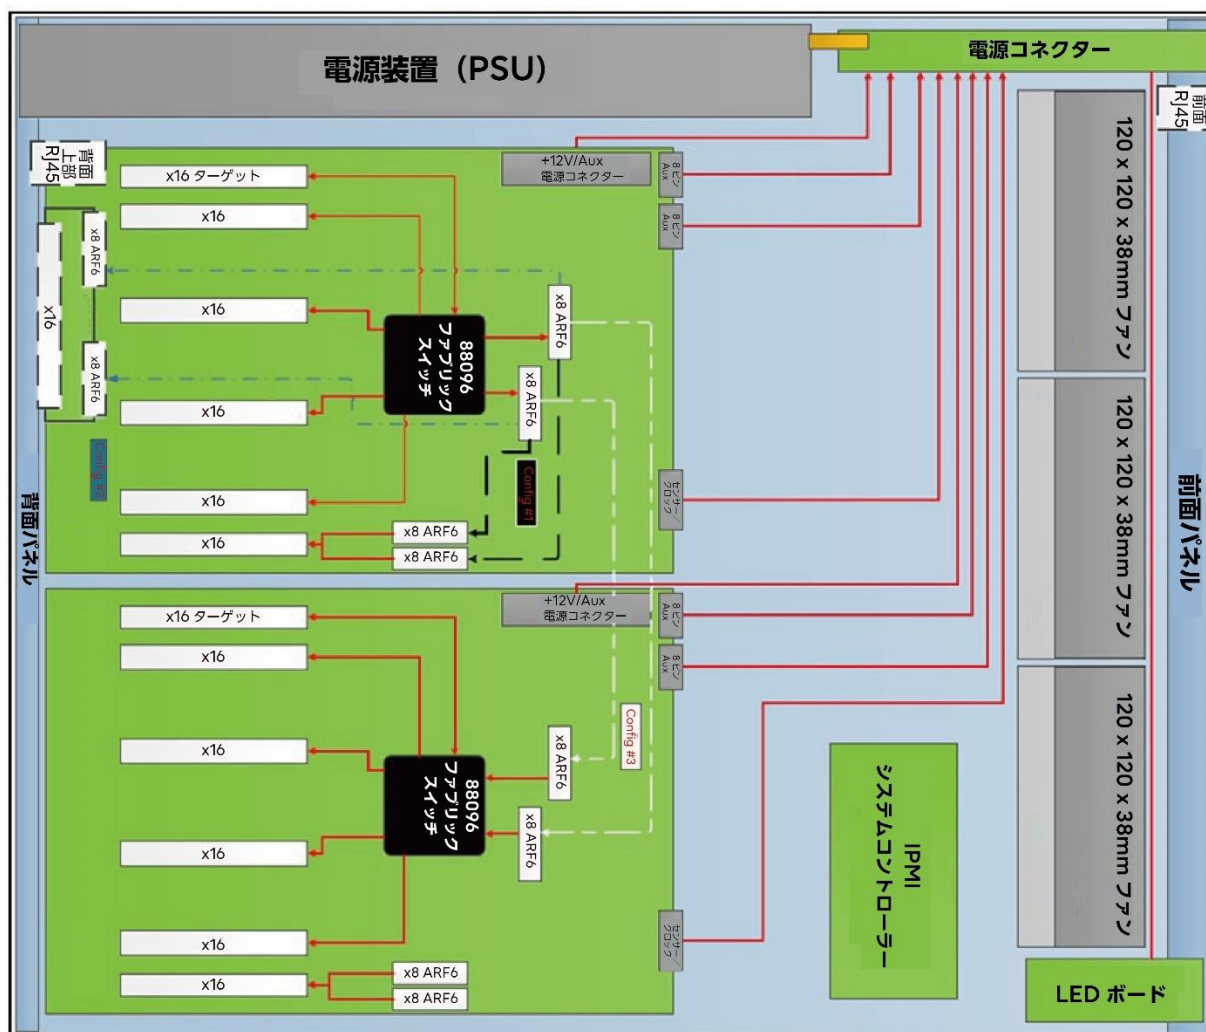 電源装置（PSU）
電源コネクター
前面
RJ45
背面
上部
RJ45
+12V/Aux
電源コネクター
8 ピン
Aux
8 ピン
Aux
x16 ターゲット
x16
x8 ARF6
x16
x8 ARF6
x16
x16
x16
x16
88096
ファブリック
スイッチ
x8 ARF6
x8 ARF6
Config #1
Config #2
x8 ARF6
x8 ARF6
センサー／
クロック
背面パネル
120 x 120 x 38mm ファン
120 x 120 x 38mm ファン
120 x 120 x 38mm ファン
前面パネル
+12V/Aux
電源コネクター
8 ピン
Aux
8 ピン
Aux
x16 ターゲット
x16
x16
x16
x16
x16
88096
ファブリック
スイッチ
x8 ARF6
x8 ARF6
Config #3
x8 ARF6
x8 ARF6
センサー／
クロック
IPMI
システムコントローラー
LED ボード